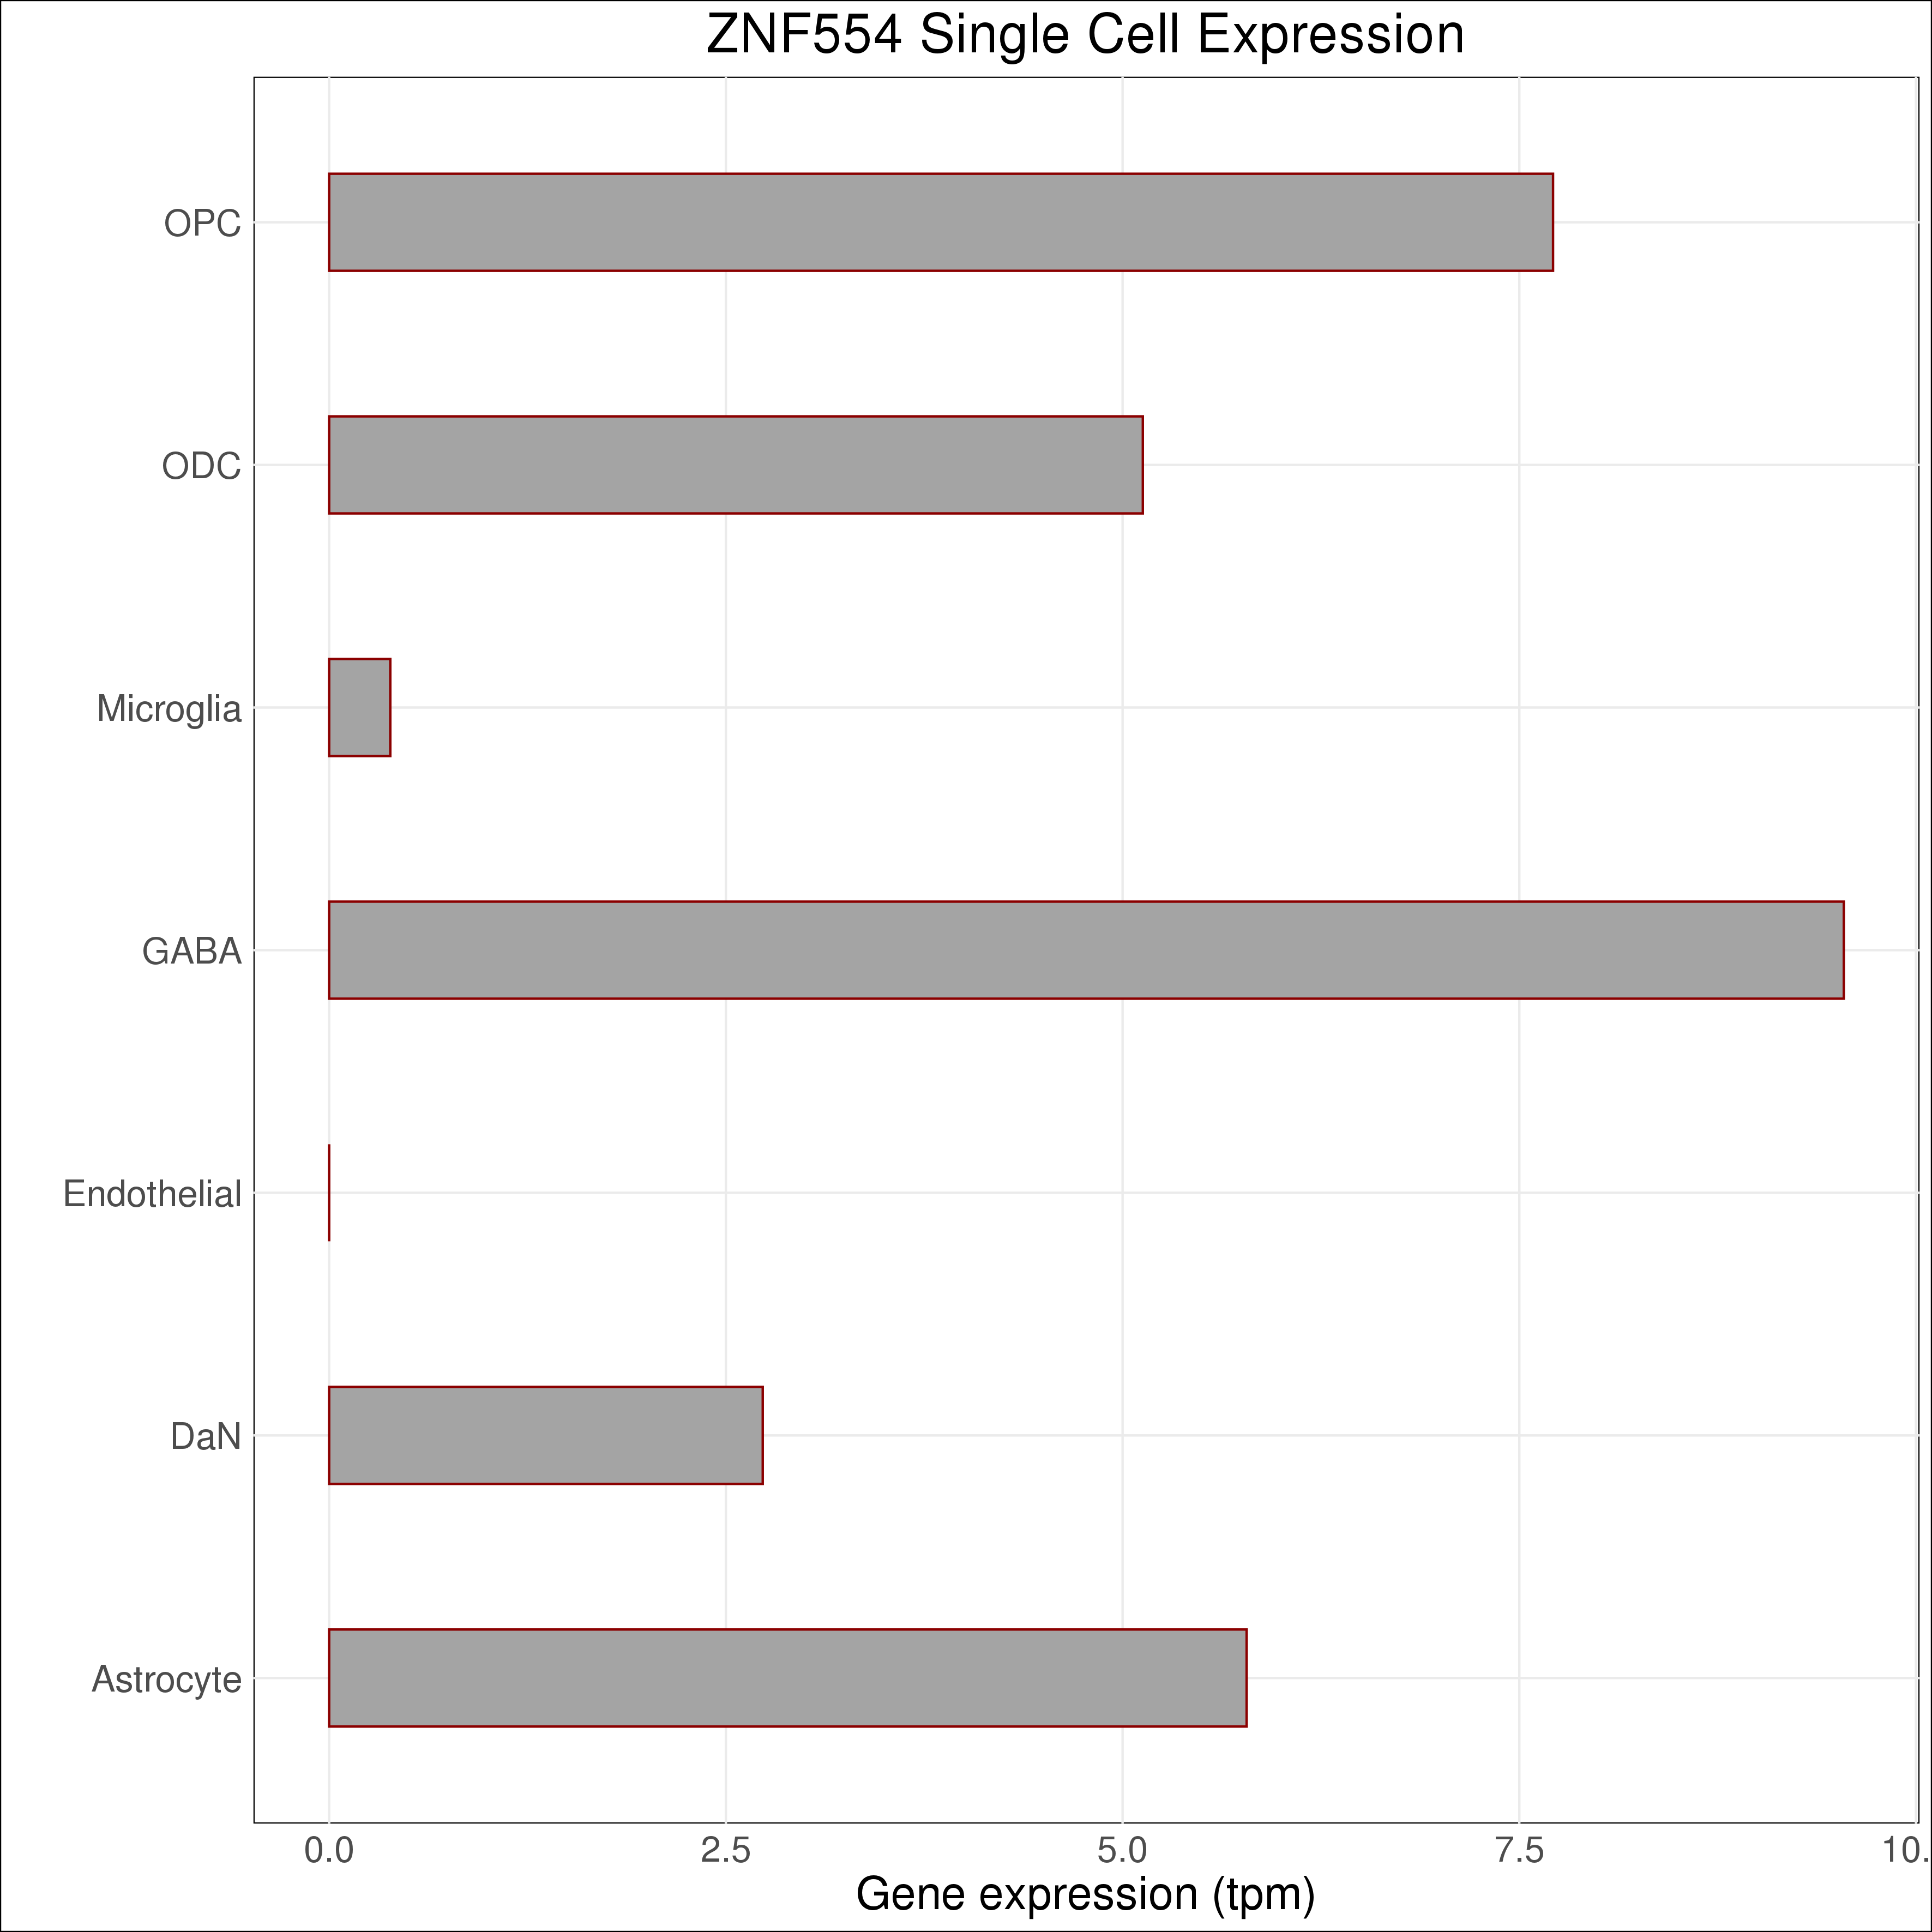 ZNF554 Single Cell Expression
OPC
ODC
Microglia
GABA
Endothelial
DaN
Astrocyte
0.0 2.5 5.0 7.5 10.
Gene expression (tpm)